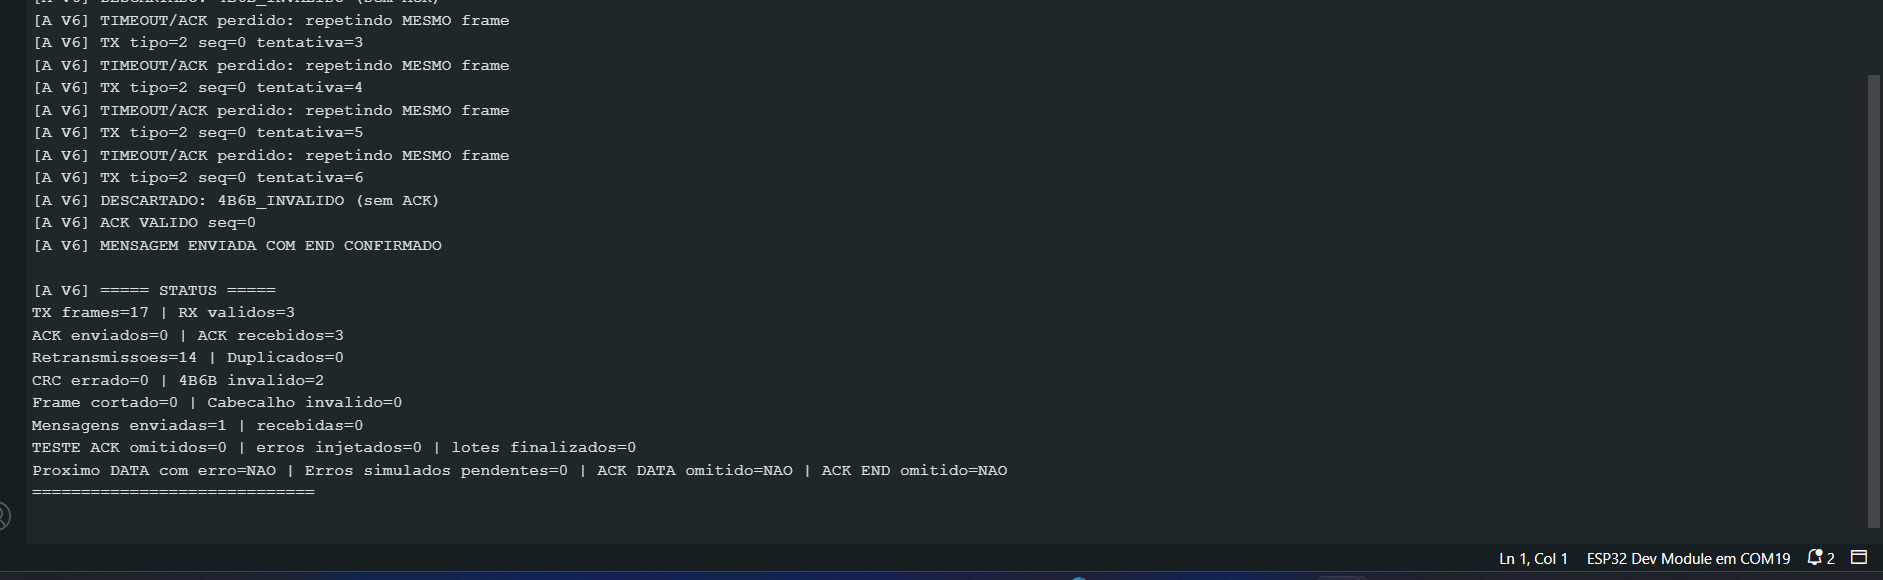 [A V6] DESCARTADO: 4B6B_INVALIDO (sem ACK)
[A V6] TIMEOUT/ACK perdido: repetindo MESMO frame
[A V6] TX tipo=2 seq=0 tentativa=3
[A V6] TIMEOUT/ACK perdido: repetindo MESMO frame
[A V6] TX tipo=2 seq=0 tentativa=4
[A V6] TIMEOUT/ACK perdido: repetindo MESMO frame
[A V6] TX tipo=2 seq=0 tentativa=5
[A V6] TIMEOUT/ACK perdido: repetindo MESMO frame
[A V6] TX tipo=2 seq=0 tentativa=6
[A V6] DESCARTADO: 4B6B_INVALIDO (sem ACK)
[A V6] ACK VALIDO seq=0
[A V6] MENSAGEM ENVIADA COM END CONFIRMADO
[A V6] ===== STATUS =====
TX frames=17 | RX validos=3
ACK enviados=0 | ACK recebidos=3
Retransmissoes=14 | Duplicados=0
CRC errado=0 | 4B6B invalido=2
Frame cortado=0 | Cabecalho invalido=0
Mensagens enviadas=1 | recebidas=0
TESTE ACK omitidos=0 | erros injetados=0 | lotes finalizados=0
Proximo DATA com erro=NAO | Erros simulados pendentes=0 | ACK DATA omitido=NAO | ACK END omitido=NAO
=============================
Ln 1, Col 1 ESP32 Dev Module em COM19 2